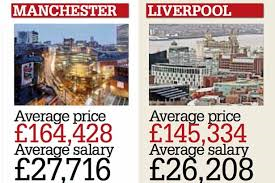 MANCHESTER
Average price
£164,428
Average salary
£27,716
LIVERPOOL
Average price
£145,334
Average salary
£26,208